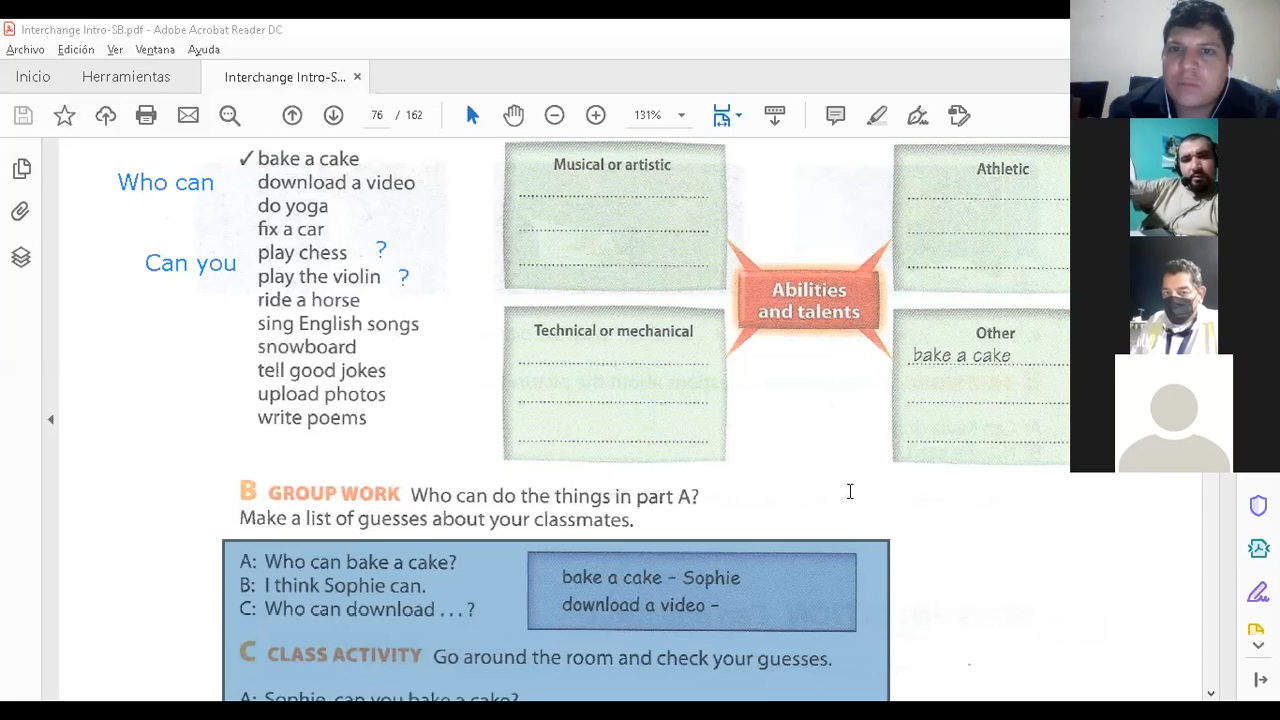 Interchange Intro-SB.pdf - Adobe Acrobat Reader DC
Archivo Edición Ver Ventana Ayuda
Inicio Herramientas Interchange Intro-S... ×
76 / 162 131%
Who can
Can you
✓ bake a cake
download a video
do yoga
fix a car
play chess ?
play the violin ?
ride a horse
sing English songs
snowboard
tell good jokes
upload photos
write poems
Musical or artistic
Athletic
Abilities
and talents
Technical or mechanical
Other
bake a cake
B GROUP WORK Who can do the things in part A?
Make a list of guesses about your classmates.
A: Who can bake a cake?
B: I think Sophie can.
C: Who can download . . . ?
bake a cake – Sophie
download a video –
C CLASS ACTIVITY Go around the room and check your guesses.
A: Sophie, can you bake a cake?